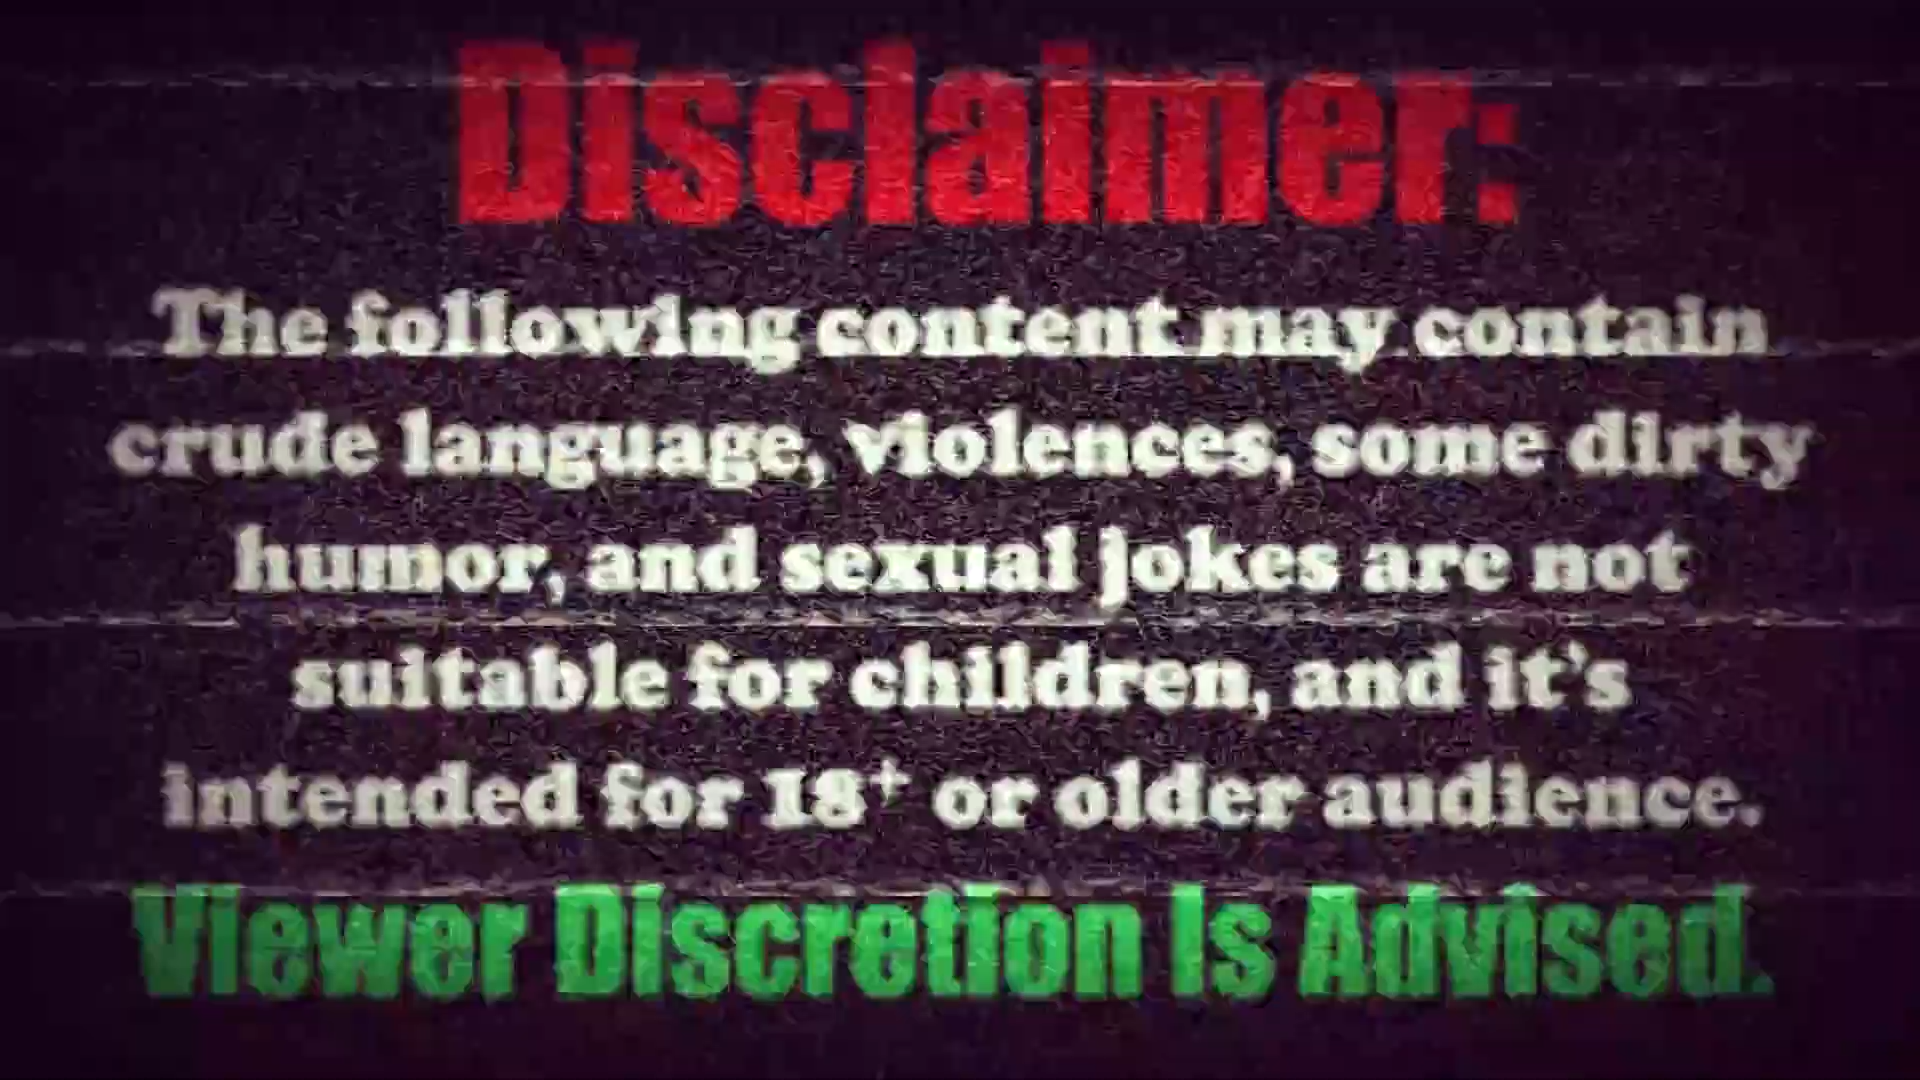 Disclaimer:
The following content may contain
crude language, violences, some dirty
humor, and sexual jokes are not
suitable for children, and it's
intended for 18+ or older audience.
Viewer Discretion Is Advised.